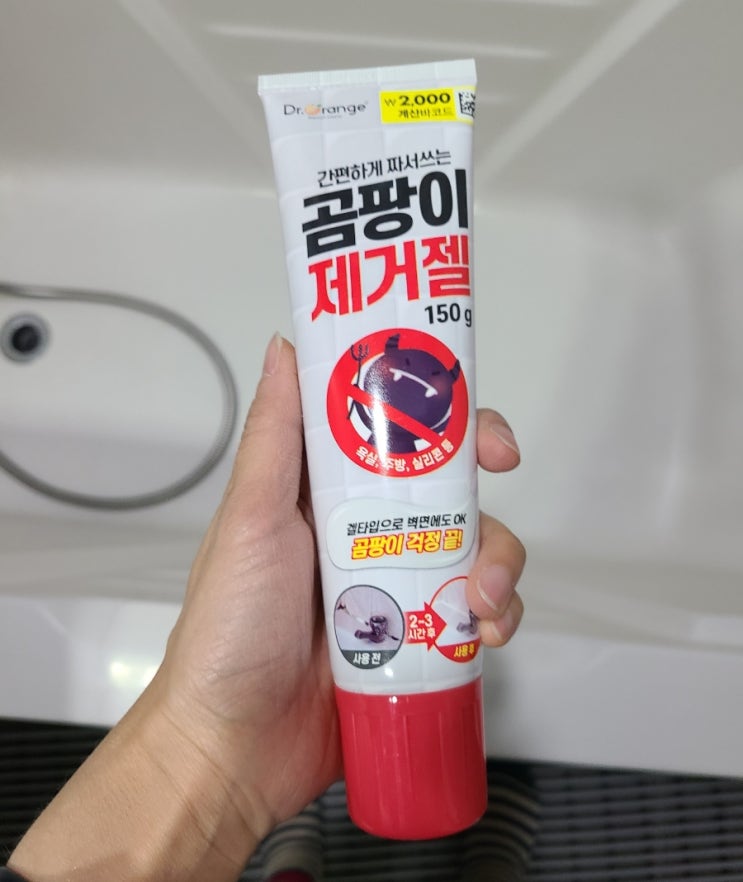 Dr.Orange
₩2,000
계산바코드
간편하게 짜서쓰는
곰팡이
제거젤
150 g
욕실, 주방, 실리콘 등
겔타입으로 벽면에도 OK
곰팡이 걱정 끝!
2-3
시간 후
사용 전
사용 후